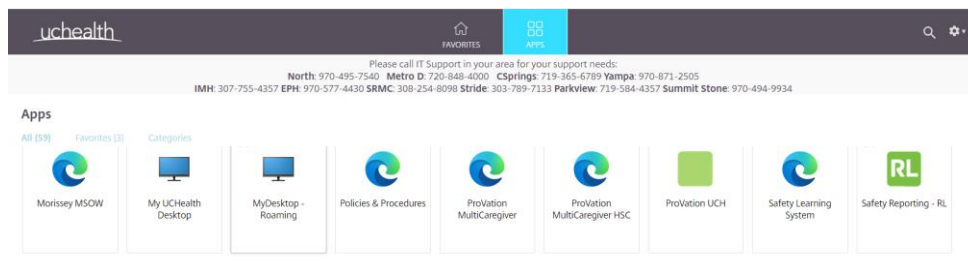 uchealth
FAVORITES
APPS
Please call IT Support in your area for your support needs:
North: 970-495-7540 Metro D: 720-848-4000 CSprings: 719-365-6789 Yampa: 970-871-2505
IMH: 307-755-4357 EPH: 970-577-4430 SRMC: 308-254-8098 Stride: 303-789-7133 Parkview: 719-584-4357 Summit Stone: 970-494-9934
Apps
All (59) Favorites (3) Categories
RL
Morissey MSOW
My UCHealth
Desktop
MyDesktop -
Roaming
Policies & Procedures
ProVation
MultiCaregiver
ProVation
MultiCaregiver HSC
ProVation UCH
Safety Learning
System
Safety Reporting - RL